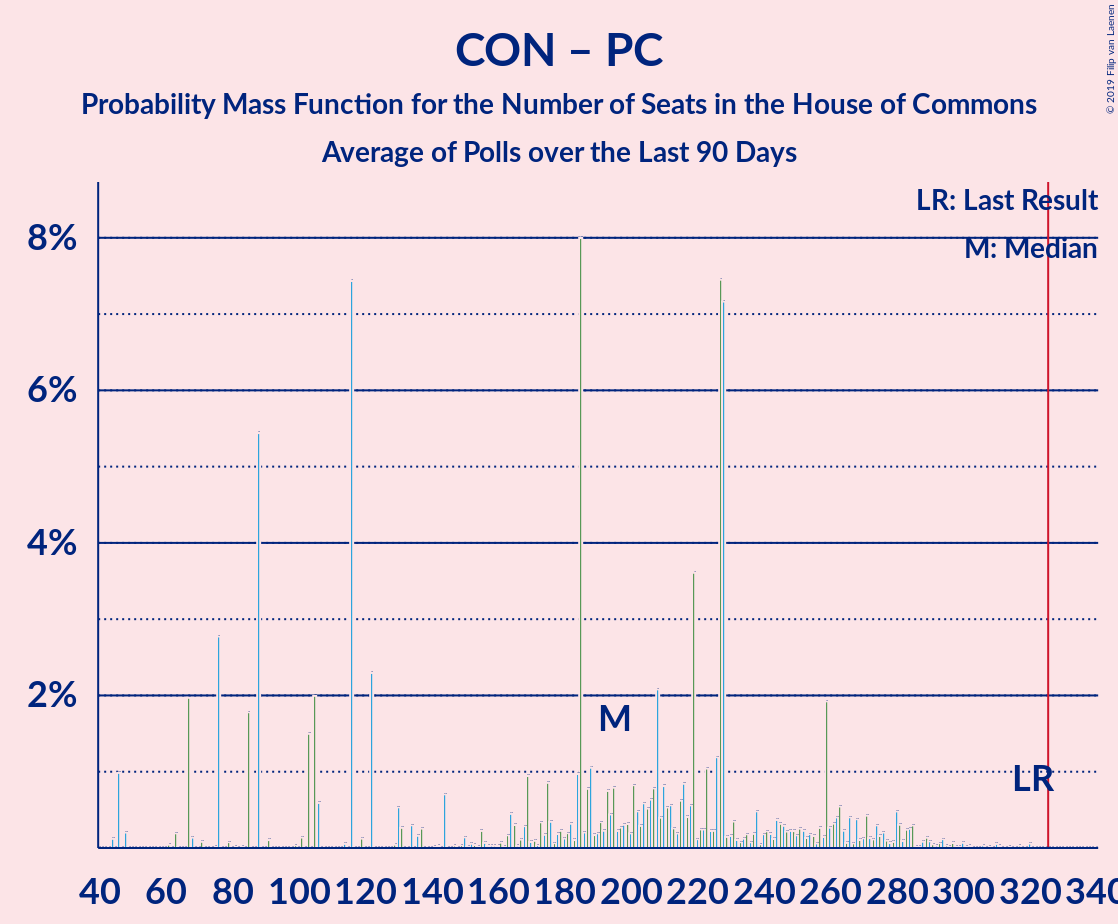 CON – PC
Probability Mass Function for the Number of Seats in the House of Commons
Average of Polls over the Last 90 Days
© 2019 Filip van Laenen
LR: Last Result
M: Median
8%
6%
4%
2%
M
LR
40 60 80 100 120 140 160 180 200 220 240 260 280 300 320 340